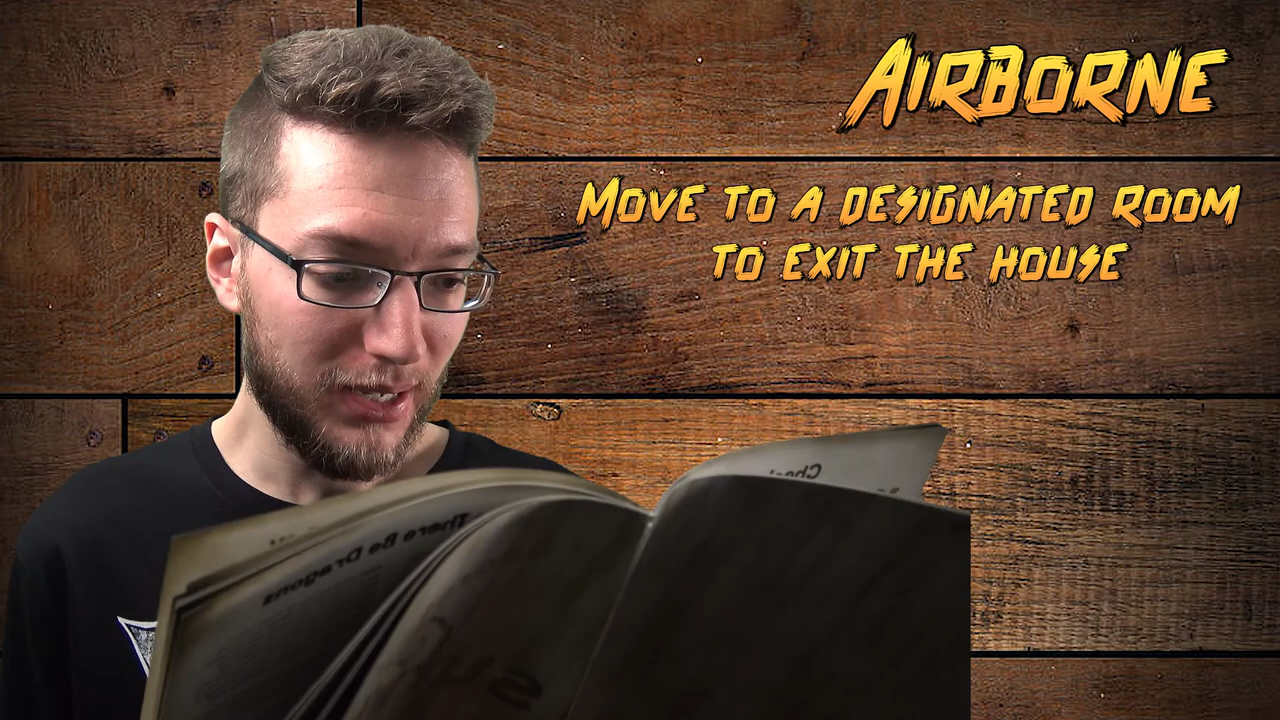 AIRBORNE
MOVE TO A DESIGNATED ROOM
TO EXIT THE HOUSE
There Be Dragons